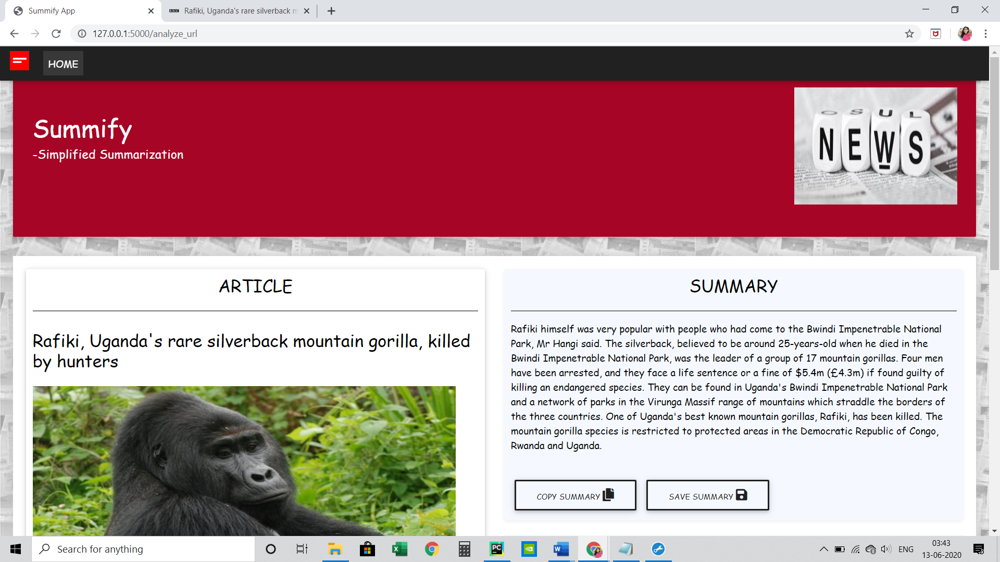 Summify App
BBC Rafiki, Uganda's rare silverback m
127.0.0.1:5000/analyze_url
HOME
Summify
-Simplified Summarization
O S U L
NEWS
ARTICLE
Rafiki, Uganda's rare silverback mountain gorilla, killed
by hunters
SUMMARY
Rafiki himself was very popular with people who had come to the Bwindi Impenetrable National
Park, Mr Hangi said. The silverback, believed to be around 25-years-old when he died in the
Bwindi Impenetrable National Park, was the leader of a group of 17 mountain gorillas. Four men
have been arrested, and they face a life sentence or a fine of $5.4m (£4.3m) if found guilty of
killing an endangered species. They can be found in Uganda's Bwindi Impenetrable National Park
and a network of parks in the Virunga Massif range of mountains which straddle the borders of
the three countries. One of Uganda's best known mountain gorillas, Rafiki, has been killed. The
mountain gorilla species is restricted to protected areas in the Democratic Republic of Congo,
Rwanda and Uganda.
COPY SUMMARY
SAVE SUMMARY
Search for anything
PC
ENG
03:43
13-06-2020